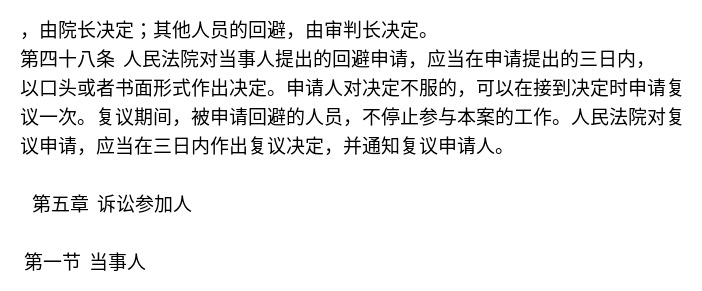 ，由院长决定；其他人员的回避，由审判长决定。
第四十八条 人民法院对当事人提出的回避申请，应当在申请提出的三日内，
以口头或者书面形式作出决定。申请人对决定不服的，可以在接到决定时申请复
议一次。复议期间，被申请回避的人员，不停止参与本案的工作。人民法院对复
议申请，应当在三日内作出复议决定，并通知复议申请人。
第五章 诉讼参加人
第一节 当事人